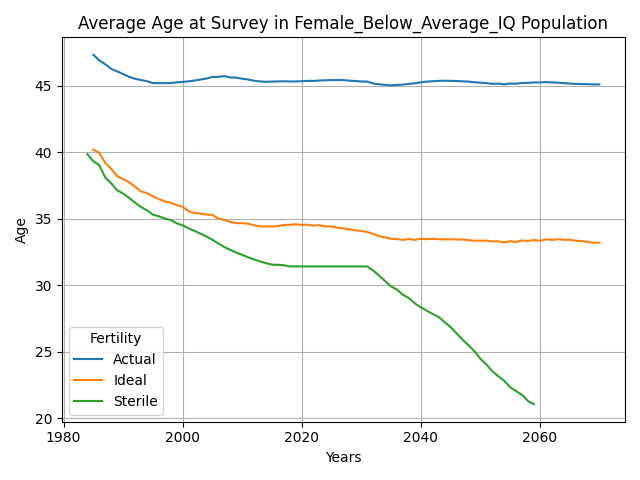 Average Age at Survey in Female_Below_Average_IQ Population
Age
45
40
35
30
25
20
Fertility
Actual
Ideal
Sterile
1980
2000
2020
2040
2060
Years